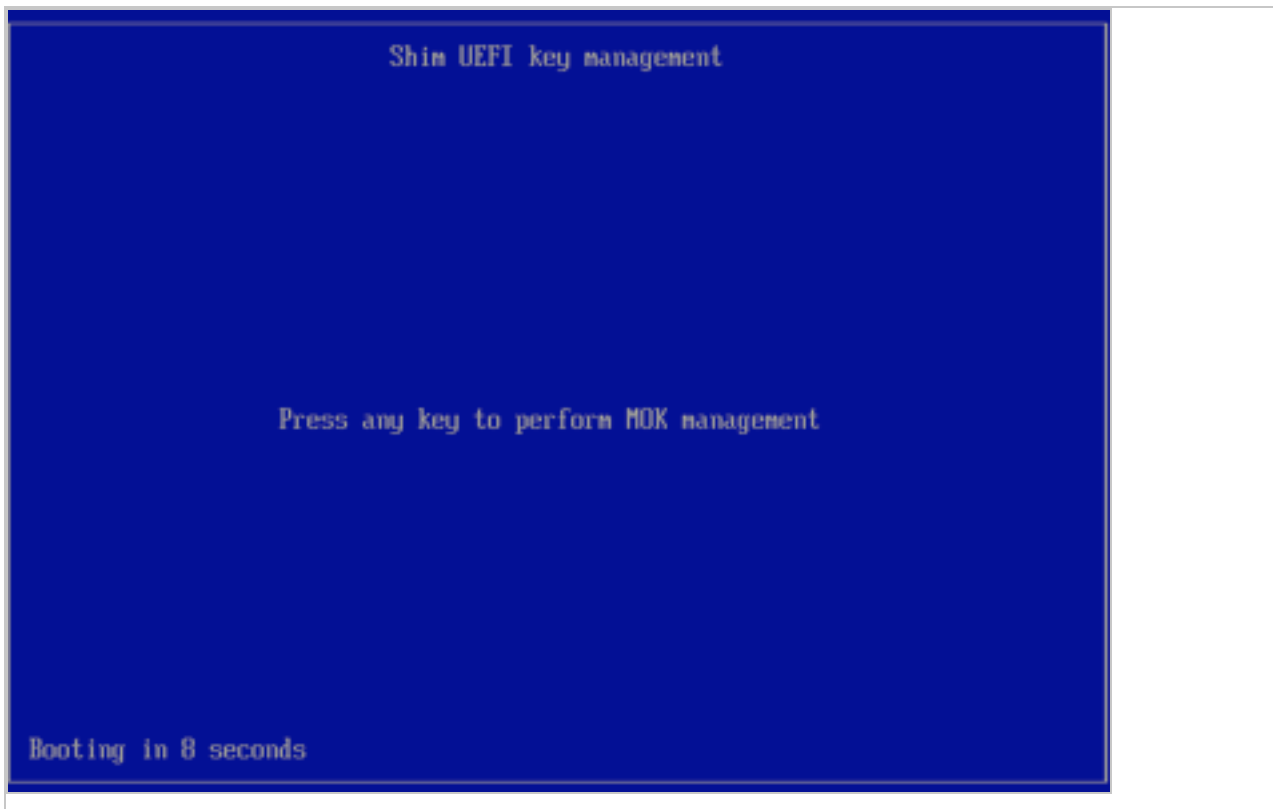 Shim UEFI key management
Press any key to perform MOK management
Booting in 8 seconds